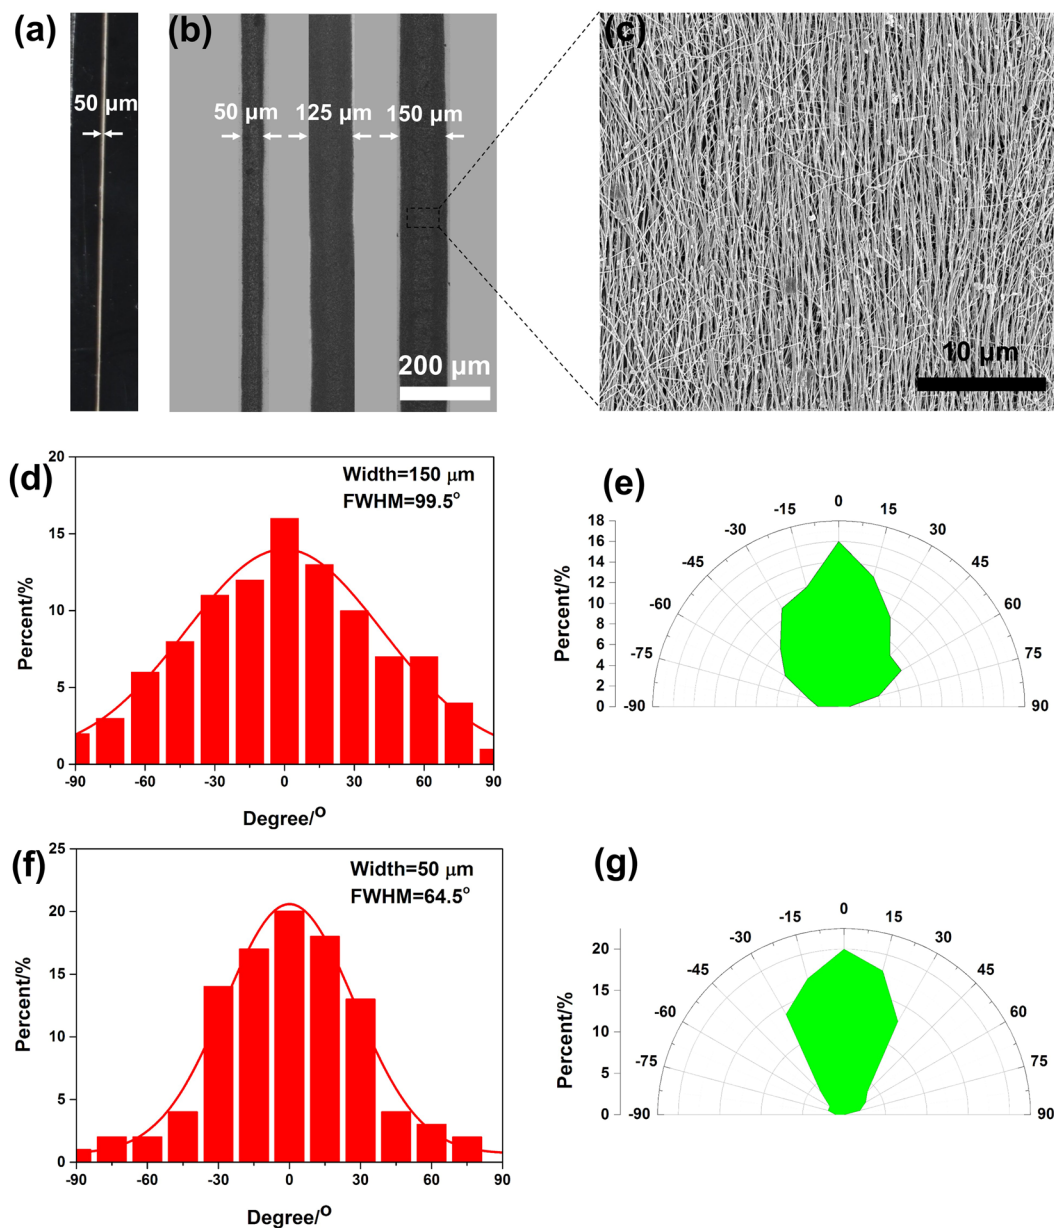 (a)
(b)
(c)
50 μm
50 μm
125 μm
150 μm
200 μm
10 μm
(d)
Width=150 μm
FWHM=99.5°
20
15
10
5
0
Percent/%
-90
-60
-30
0
30
60
90
Degree/°
(e)
18
16
14
12
10
8
6
4
2
0
Percent/%
-90
-75
-60
-45
-30
-15
0
15
30
45
60
75
90
(f)
Width=50 μm
FWHM=64.5°
25
20
15
10
5
0
Percent/%
-90
-60
-30
0
30
60
90
Degree/°
(g)
20
15
10
5
0
Percent/%
-90
-75
-60
-45
-30
-15
0
15
30
45
60
75
90